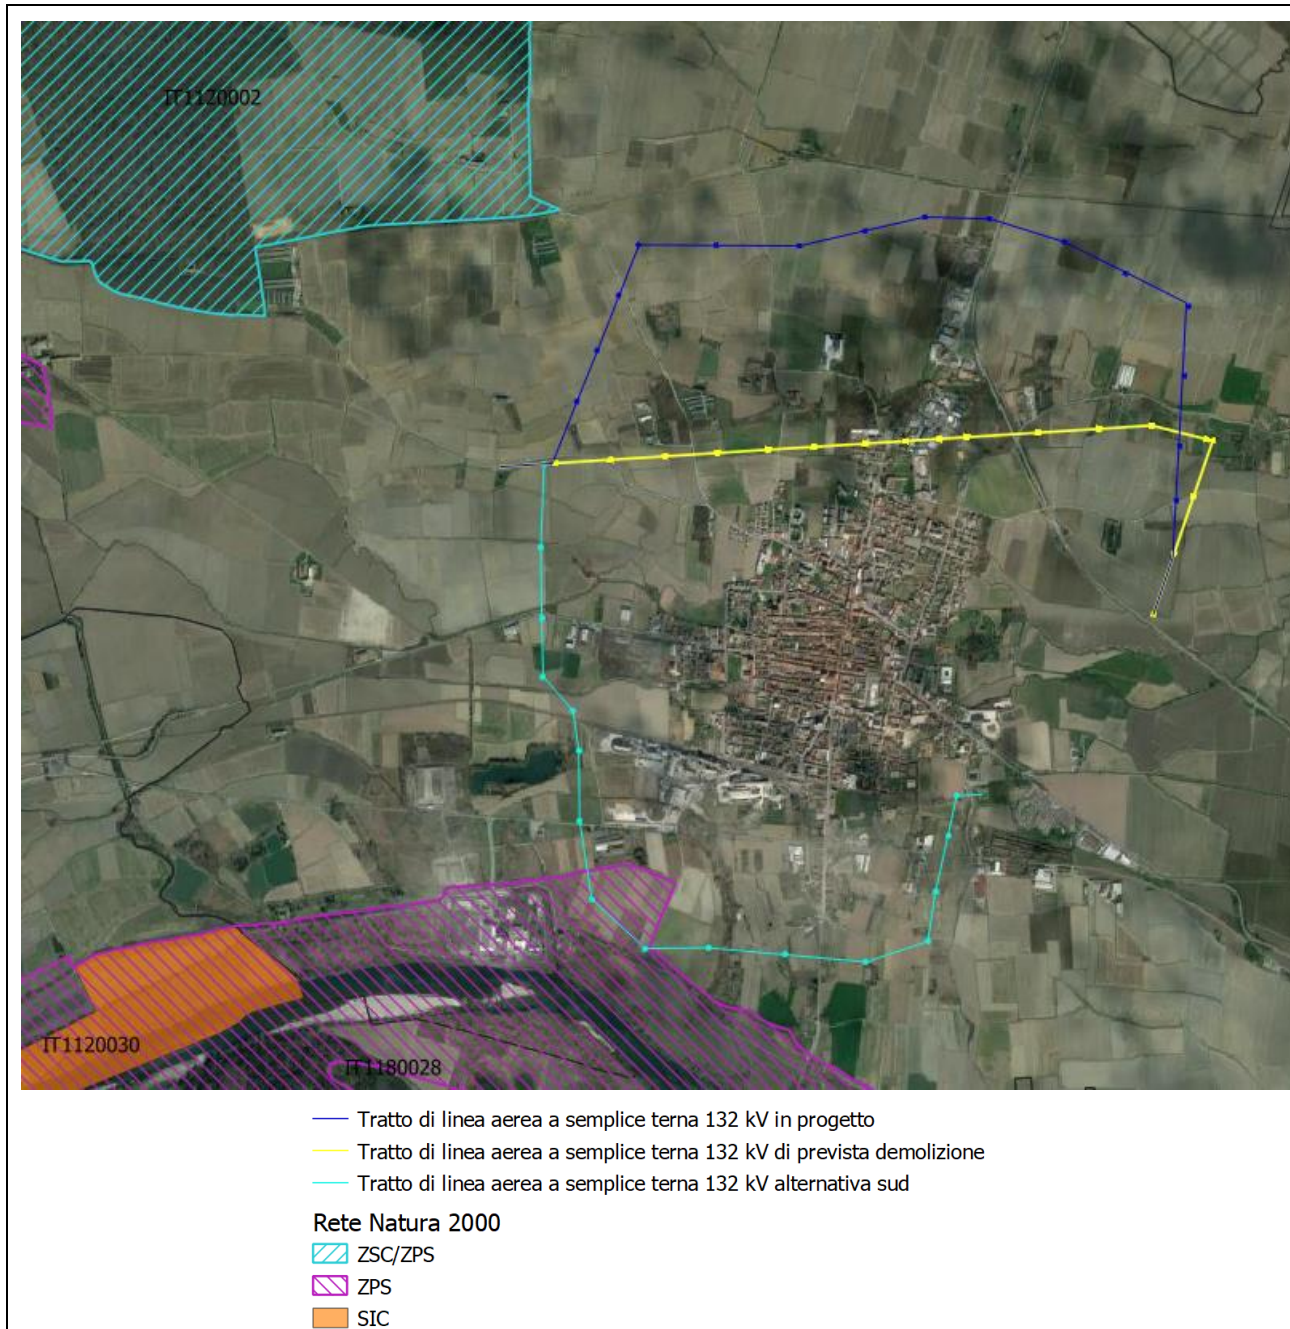 IT1120002
IT1120030
IT1180028
Tratto di linea aerea a semplice terna 132 kV in progetto
Tratto di linea aerea a semplice terna 132 kV di prevista demolizione
Tratto di linea aerea a semplice terna 132 kV alternativa sud
Rete Natura 2000
ZSC/ZPS
ZPS
SIC